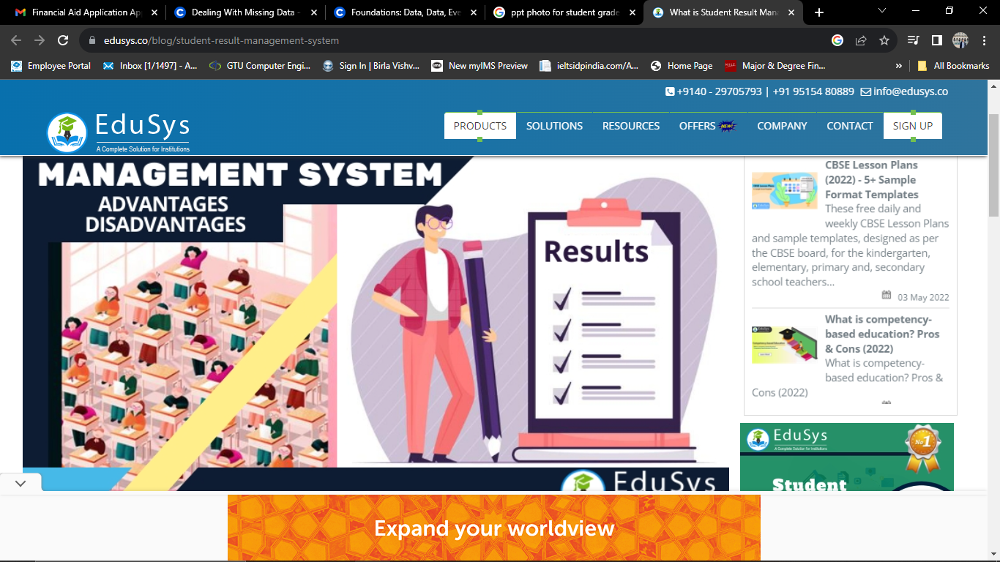 Financial Aid Application Ap
Dealing With Missing Data -
Foundations: Data, Data, Eve
ppt photo for student grade
What is Student Result Man
edusys.co/blog/student-result-management-system
Employee Portal
Inbox [1/1497] - A...
GTU Computer Engi...
Sign In | Birla Vishv...
New myIMS Preview
ieltsidpindia.com/A...
Home Page
Major & Degree Fin...
»
All Bookmarks
+9140 - 29705793 | +91 95154 80889 info@edusys.co
EduSys
A Complete Solution for Institutions
PRODUCTS
SOLUTIONS
RESOURCES
OFFERS NEW!
COMPANY
CONTACT
SIGN UP
MANAGEMENT SYSTEM
ADVANTAGES
DISADVANTAGES
Results
EduSys
CBSE Lesson Plans
(2022) - 5+ Sample
Format Templates
These free daily and
weekly CBSE Lesson Plans
and sample templates, designed as per
the CBSE board, for the kindergarten,
elementary, primary and, secondary
school teachers...
03 May 2022
What is competency-
based education? Pros
& Cons (2022)
What is competency-
based education? Pros &
Cons (2022)
EduSys
A Complete Solution for Institutions
No 1
Student
Expand your worldview